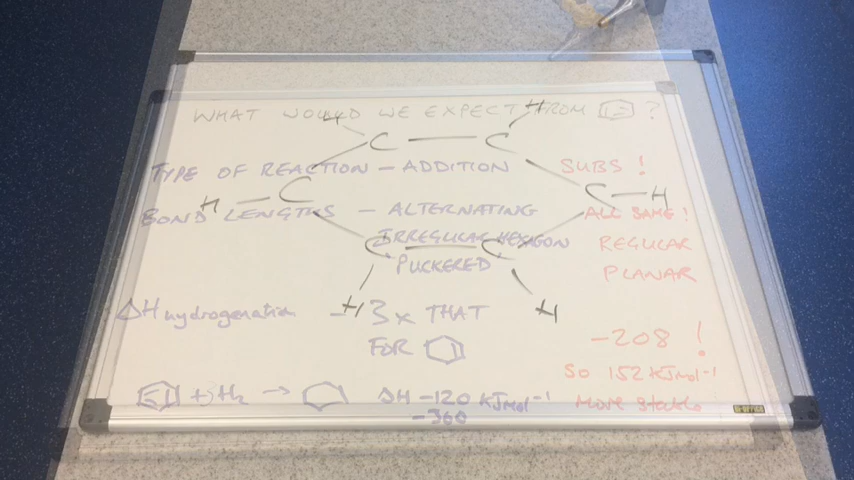 WHAT WOULD WE EXPECT FROM ?
H H
C C
TYPE OF REACTION - ADDITION SUBS !
H C C H
BOND LENGTHS - ALTERNATING ALL SAME !
C C
IRREGULAR HEXAGON REGULAR
PUCKERED PLANAR
H H
ΔH hydrogenation - 3x THAT
FOR
-208 !
SO 152 KJmol⁻¹
MORE stable
+3H₂ → ΔH -120 KJmol⁻¹
-360